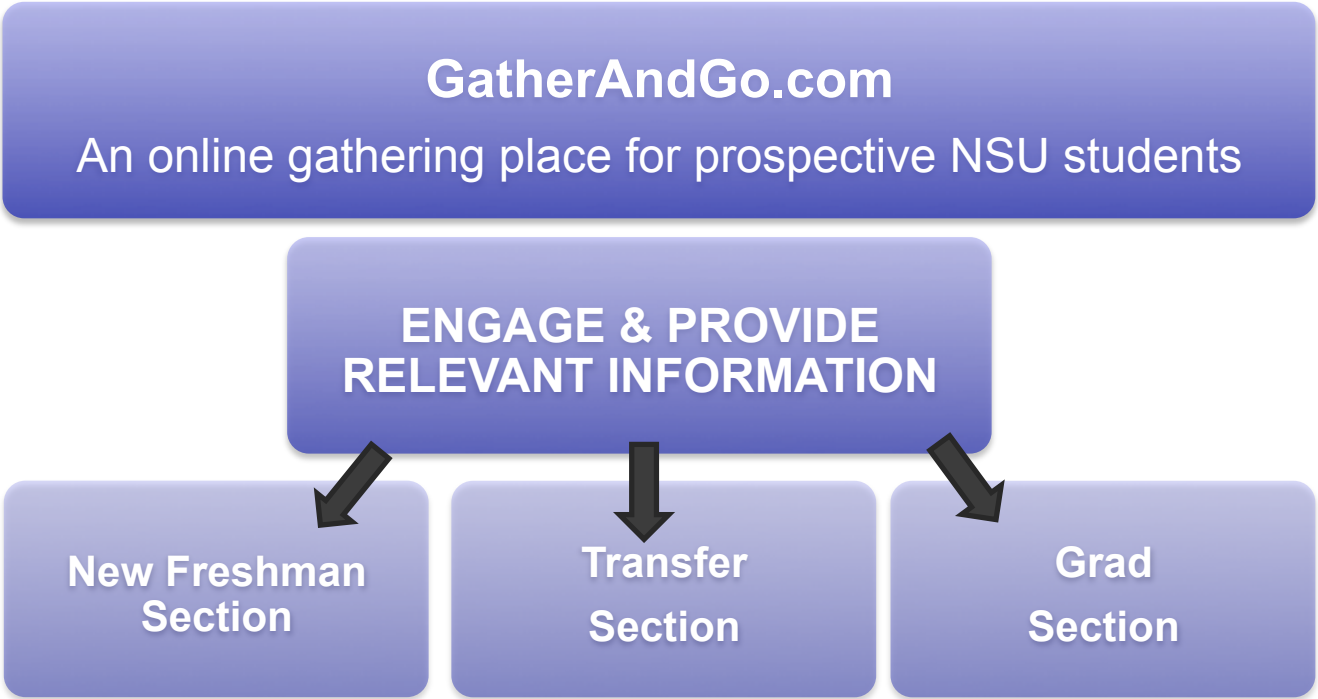 GatherAndGo.com
An online gathering place for prospective NSU students
ENGAGE & PROVIDE
RELEVANT INFORMATION
New Freshman
Section
Transfer
Section
Grad
Section